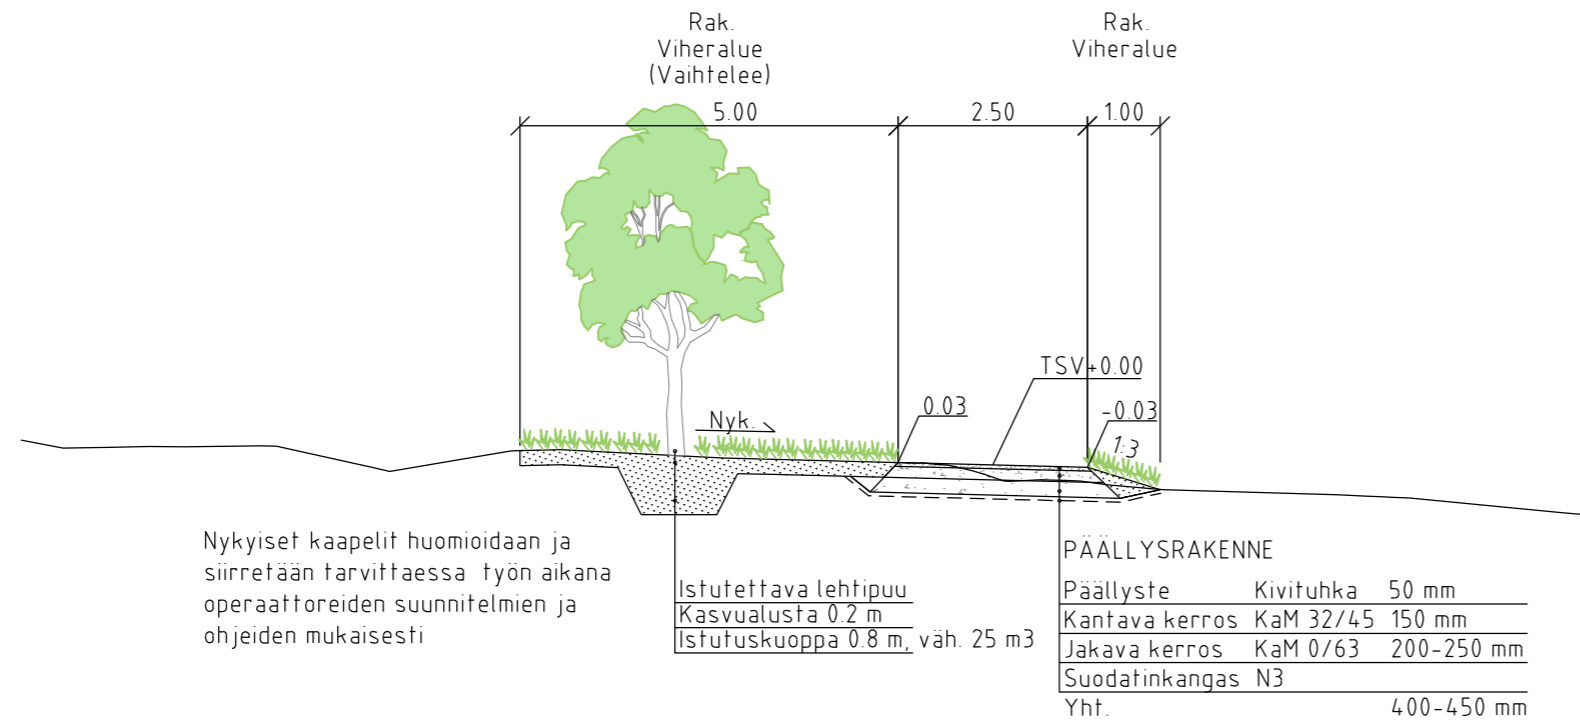 Rak.
Viheralue
(Vaihtelee)
Rak.
Viheralue
5.00
2.50
1.00
TSV+0.00
0.03
-0.03
Nyk.
1:3
Nykyiset kaapelit huomioidaan ja
siirretään tarvittaessa työn aikana
operaattoreiden suunnitelmien ja
ohjeiden mukaisesti
Istutettava lehtipuu
Kasvualusta 0.2 m
Istutuskuoppa 0.8 m, väh. 25 m3
PÄÄLLYSRAKENNE
Päällyste Kivituhka 50 mm
Kantava kerros KaM 32/45 150 mm
Jakava kerros KaM 0/63 200-250 mm
Suodatinkangas N3
Yht. 400-450 mm